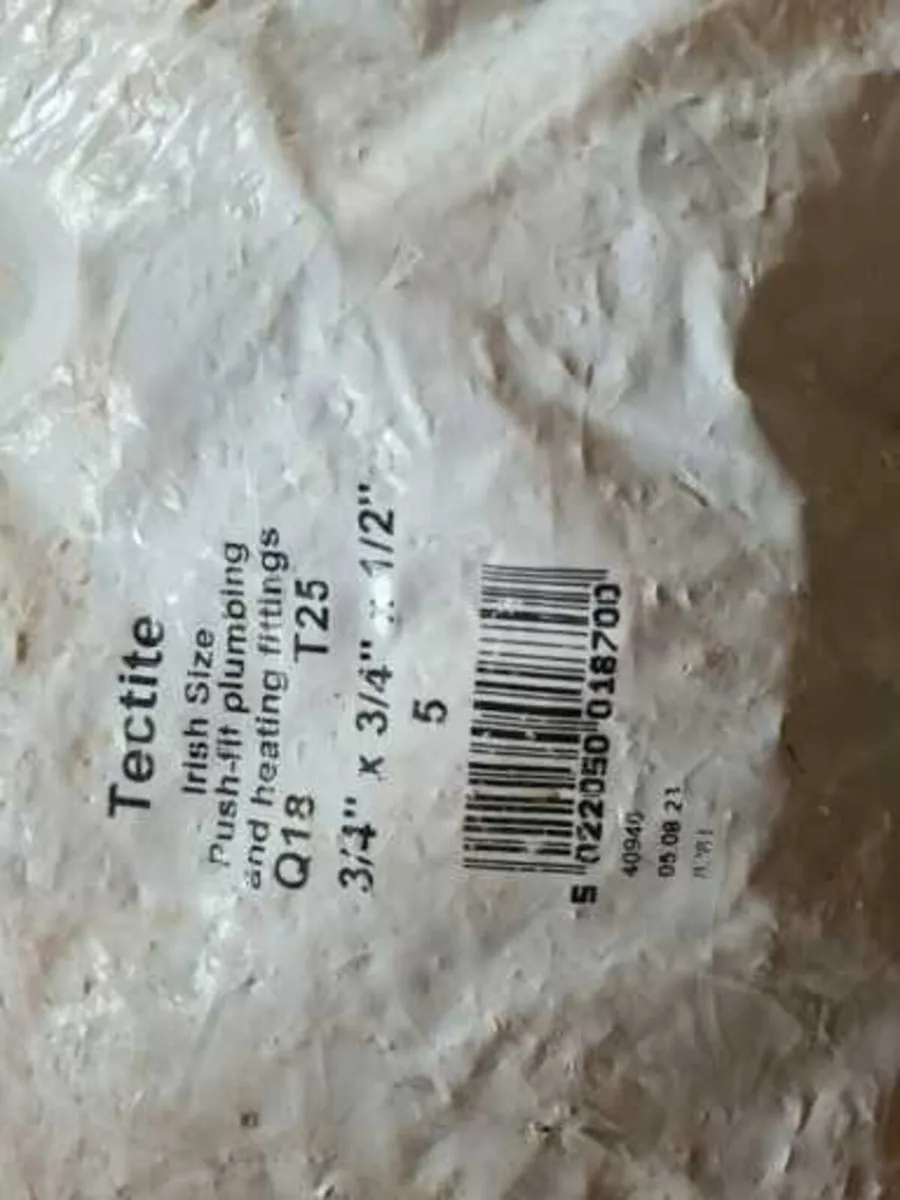 Tectite
Irish Size
Push-fit plumbing
and heating fittings
Q18 T25
3/4" x 3/4" x 1/2"
5
5 022050 018700
40940
05 08 21